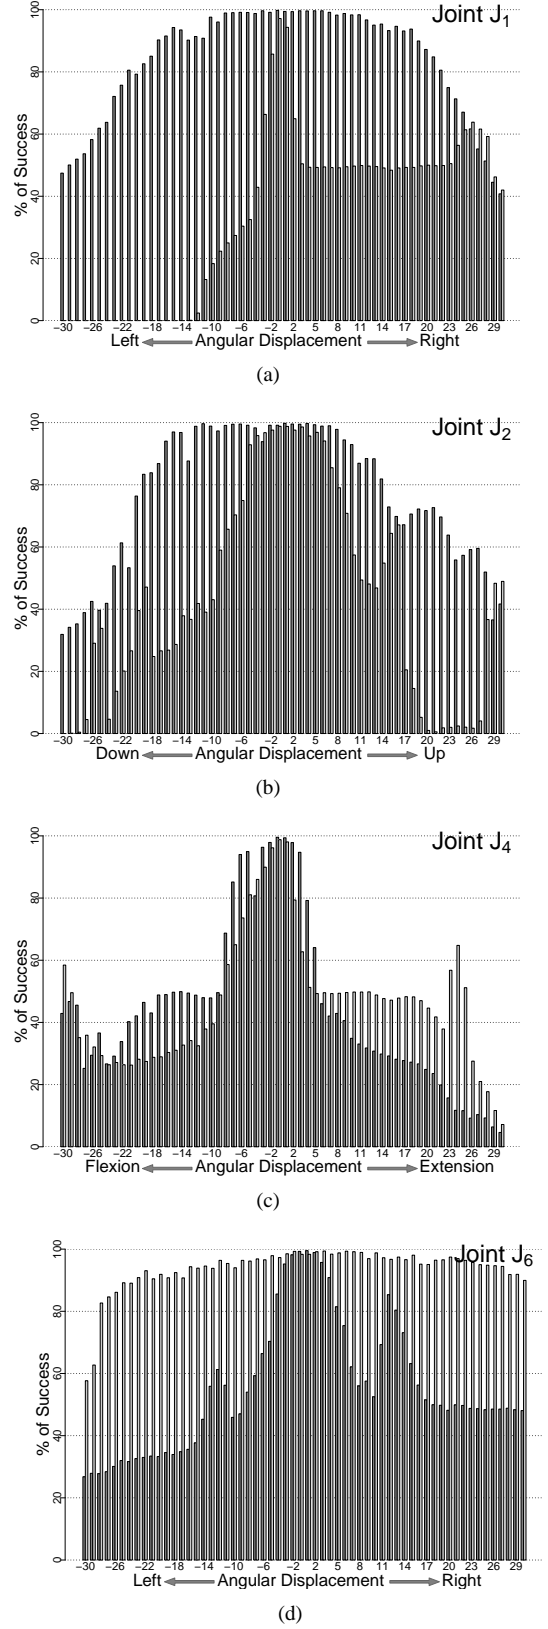 Joint J1
% of Success
100
80
60
40
20
0
−30 −26 −22 −18 −14 −10 −6 −2 2 5 8 11 14 17 20 23 26 29
Left Angular Displacement Right
(a)
Joint J2
% of Success
100
80
60
40
20
0
−30 −26 −22 −18 −14 −10 −6 −2 2 5 8 11 14 17 20 23 26 29
Down Angular Displacement Up
(b)
Joint J4
% of Success
100
80
60
40
20
0
−30 −26 −22 −18 −14 −10 −6 −2 2 5 8 11 14 17 20 23 26 29
Flexion Angular Displacement Extension
(c)
Joint J6
% of Success
100
80
60
40
20
0
−30 −26 −22 −18 −14 −10 −6 −2 2 5 8 11 14 17 20 23 26 30
Left Angular Displacement Right
(d)